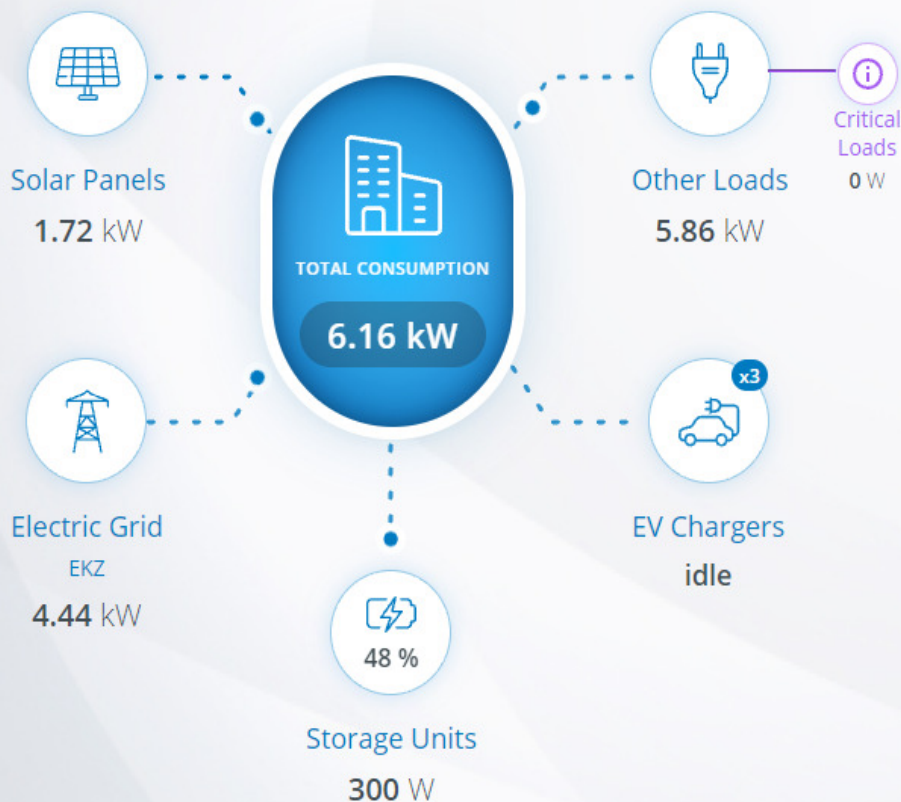 Solar Panels
1.72 kW
TOTAL CONSUMPTION
6.16 kW
Other Loads
5.86 kW
Critical
Loads
0 W
Electric Grid
EKZ
4.44 kW
x3
EV Chargers
idle
48 %
Storage Units
300 W